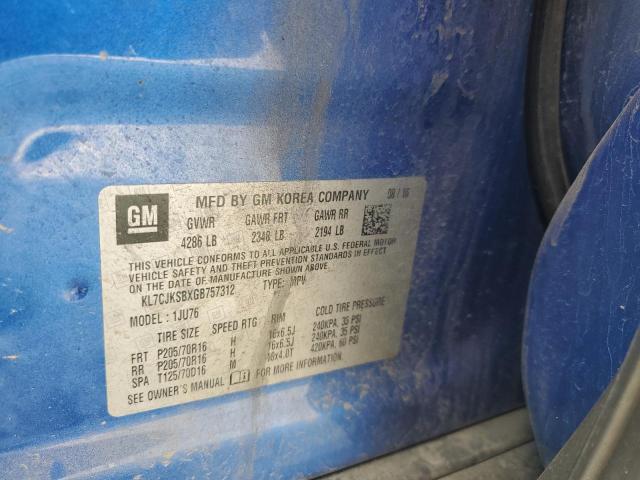 GM
MFD BY GM KOREA COMPANY 08 / 16
GVWR GAWR FRT GAWR RR
4286 LB 2348 LB 2194 LB
THIS VEHICLE CONFORMS TO ALL APPLICABLE U.S. FEDERAL MOTOR
VEHICLE SAFETY AND THEFT PREVENTION STANDARDS IN EFFECT ON
THE DATE OF MANUFACTURE SHOWN ABOVE.
KL7CJKSBXGB757312 TYPE: MPV
MODEL: 1JU76
TIRE SIZE SPEED RTG RIM COLD TIRE PRESSURE
FRT P205/70R16 H 16x6.5J 240KPA, 35 PSI
RR P205/70R16 H 16x6.5J 240KPA, 35 PSI
SPA T125/70D16 M 16x4.0T 420KPA, 60 PSI
SEE OWNER'S MANUAL FOR MORE INFORMATION